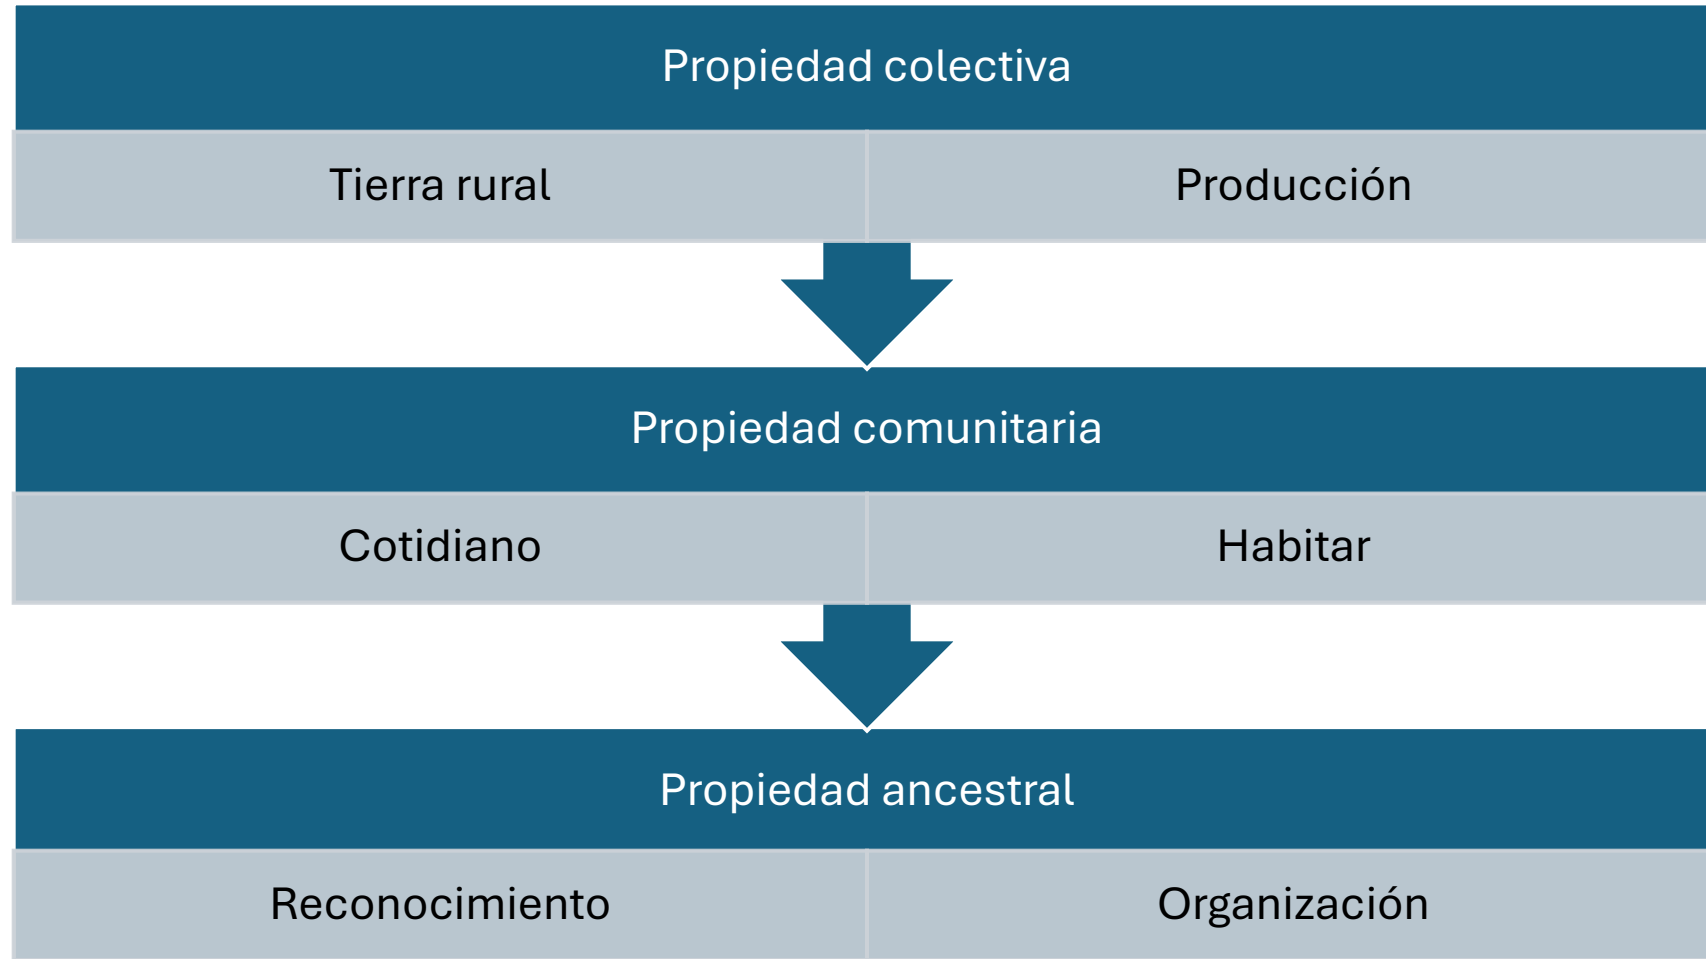 Propiedad colectiva
Tierra rural
Producción
Propiedad comunitaria
Cotidiano
Habitar
Propiedad ancestral
Reconocimiento
Organización